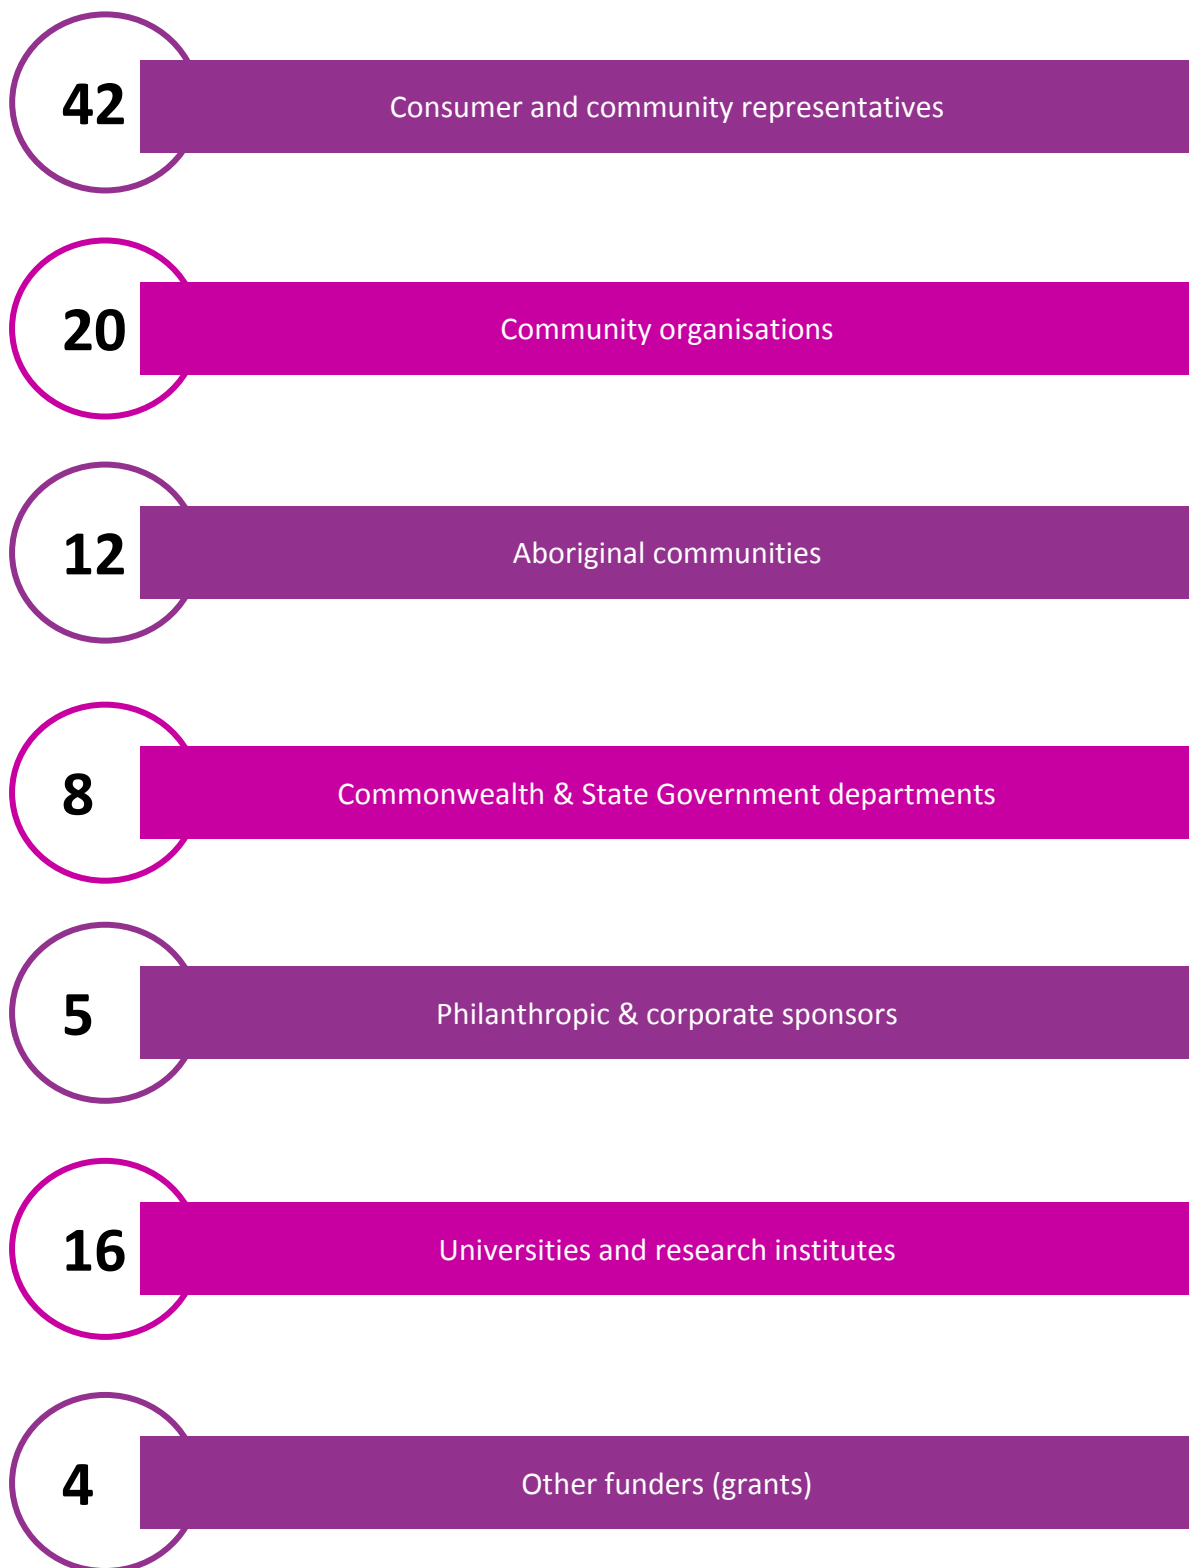 42
Consumer and community representatives
20
Community organisations
12
Aboriginal communities
8
Commonwealth & State Government departments
5
Philanthropic & corporate sponsors
16
Universities and research institutes
4
Other funders (grants)